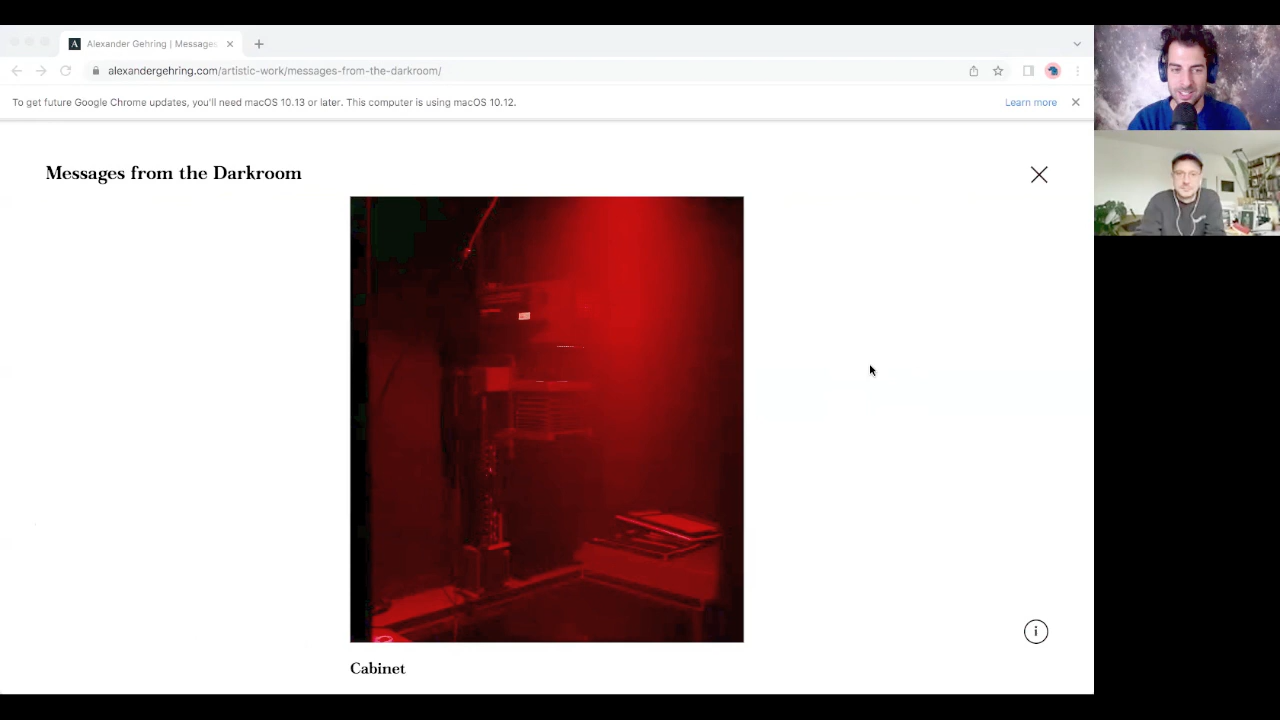 Alexander Gehring | Messages
alexandergehring.com/artistic-work/messages-from-the-darkroom/
To get future Google Chrome updates, you'll need macOS 10.13 or later. This computer is using macOS 10.12.
Learn more
Messages from the Darkroom
i
Cabinet